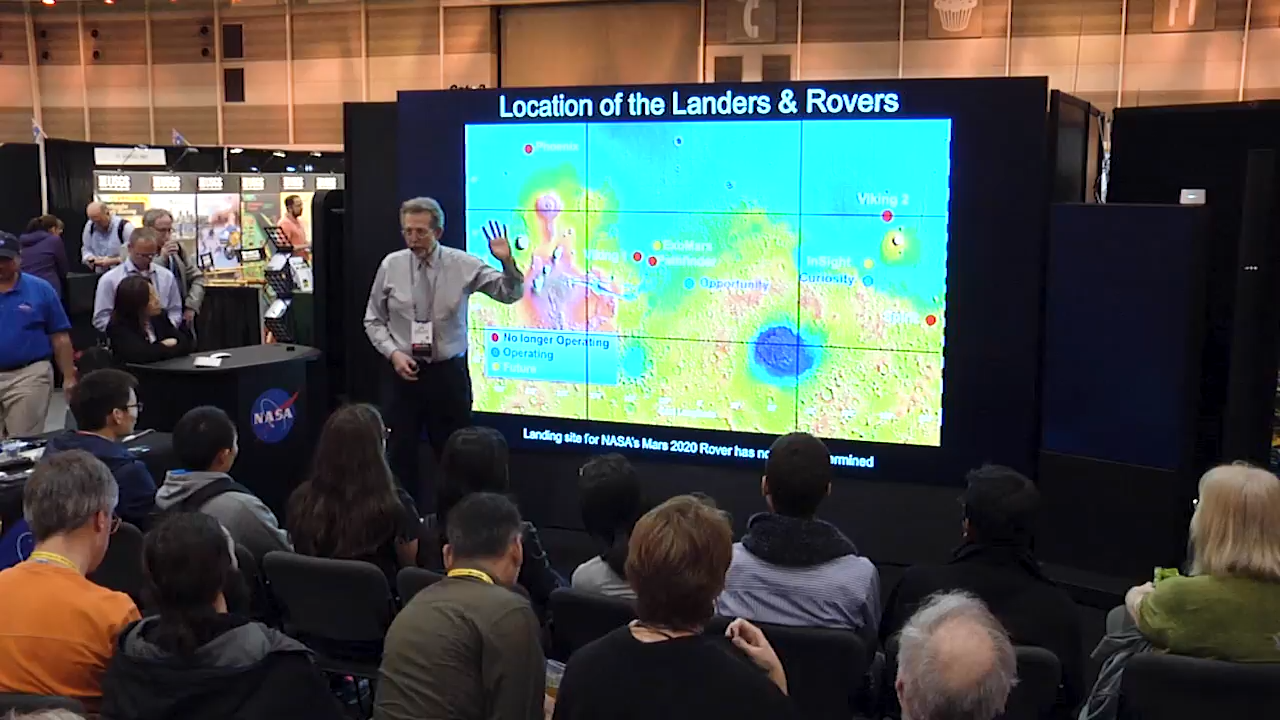 Location of the Landers & Rovers
Phoenix
Viking 2
ExoMars
Viking 1
Pathfinder
InSight
Curiosity
Opportunity
No longer Operating
Operating
Future
Landing site for NASA's Mars 2020 Rover has no
ermined
NASA